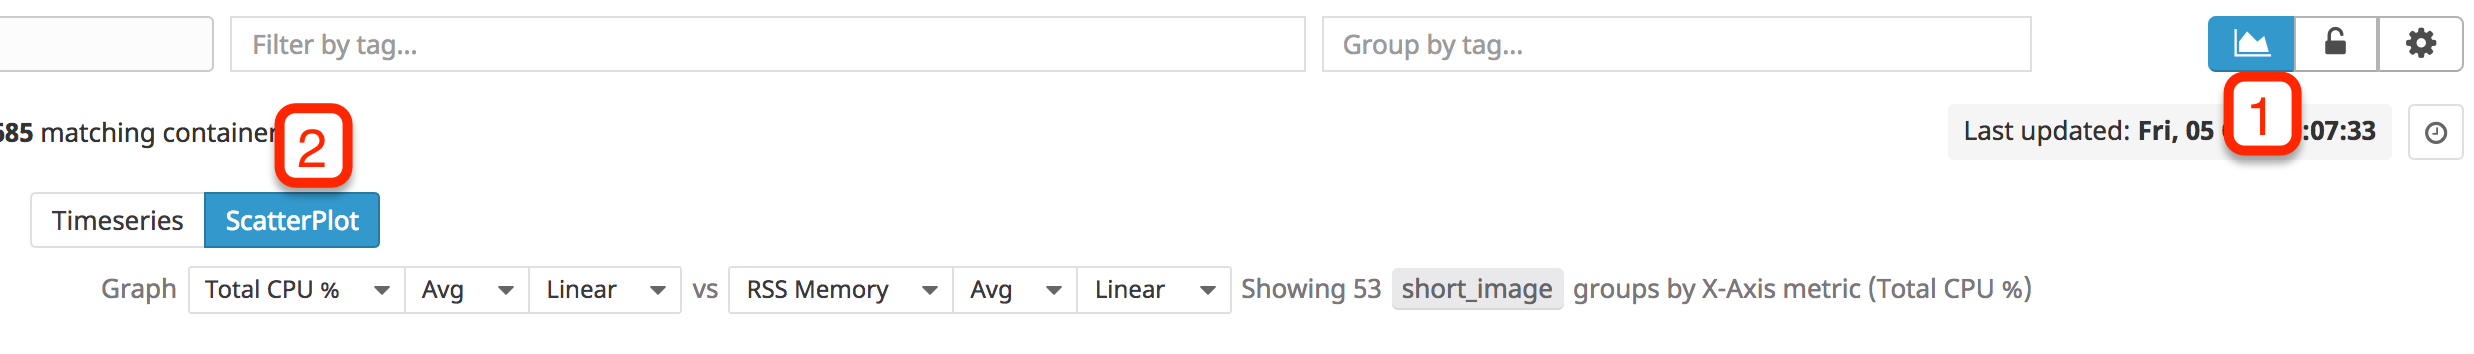 Filter by tag...
Group by tag...
85 matching container
2
Last updated: Fri, 05
1
:07:33
Timeseries
ScatterPlot
Graph Total CPU % Avg Linear vs RSS Memory Avg Linear Showing 53 short_image groups by X-Axis metric (Total CPU %)